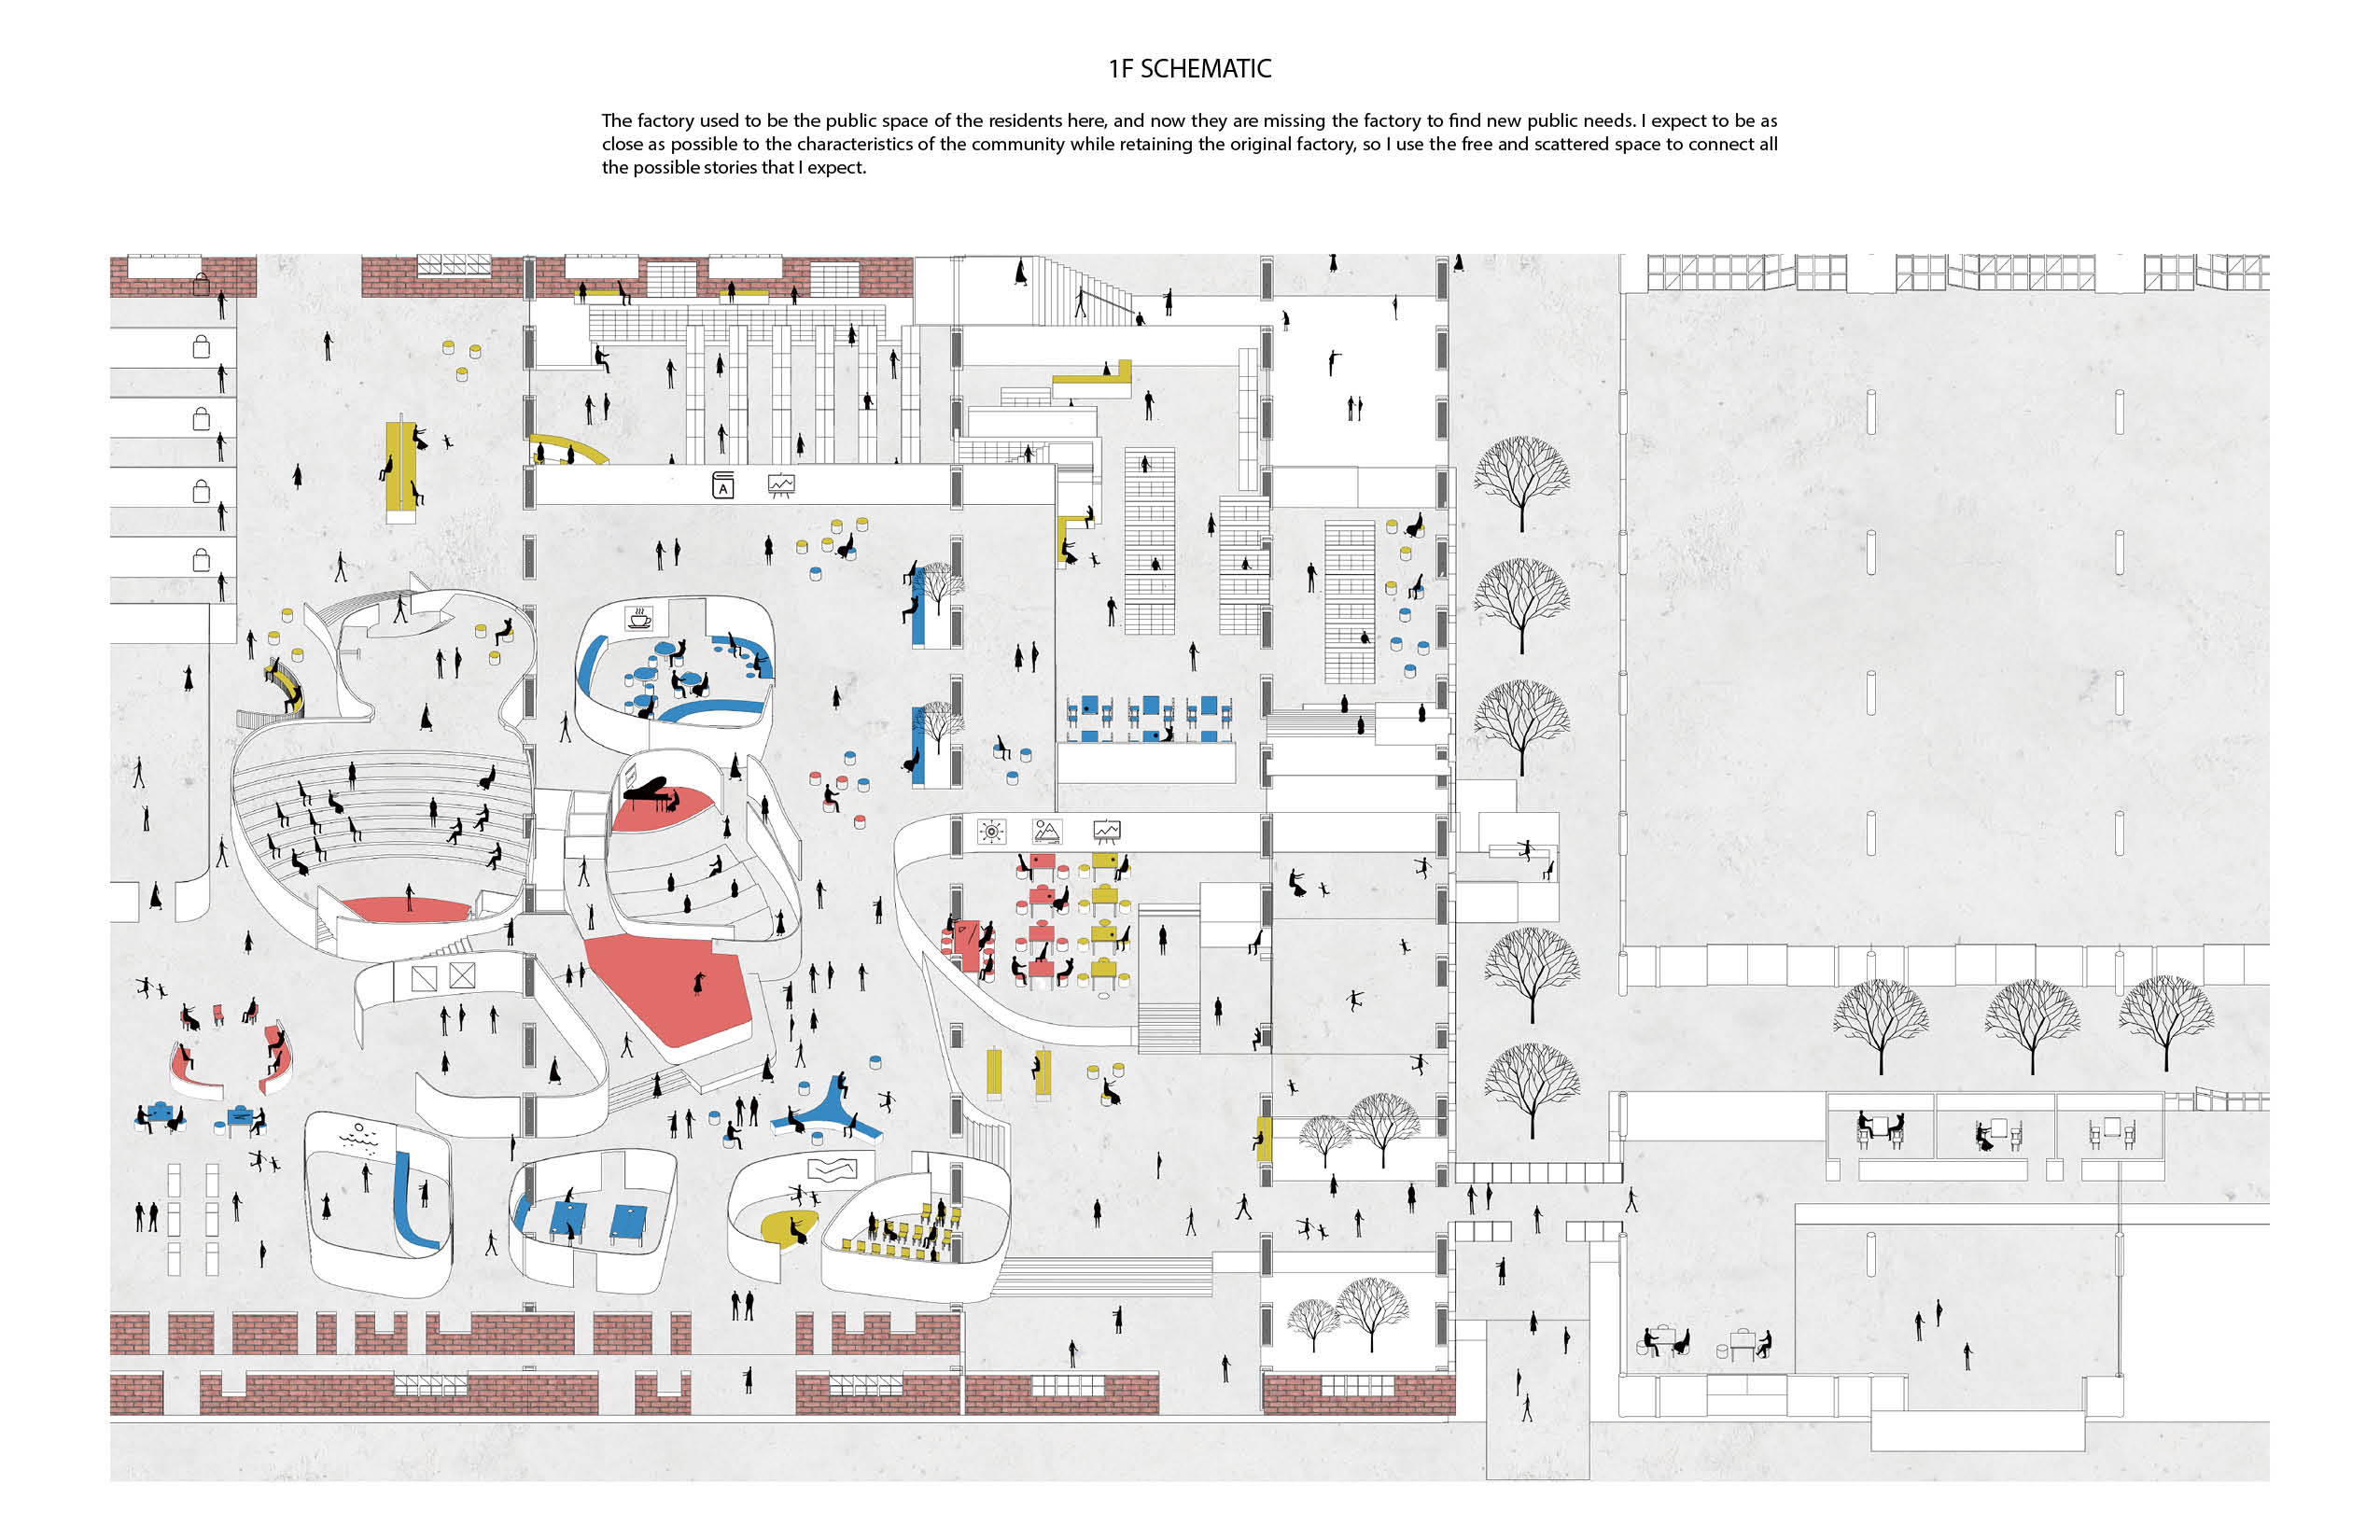 1F SCHEMATIC
The factory used to be the public space of the residents here, and now they are missing the factory to find new public needs. I expect to be as
close as possible to the characteristics of the community while retaining the original factory, so I use the free and scattered space to connect all
the possible stories that I expect.
A